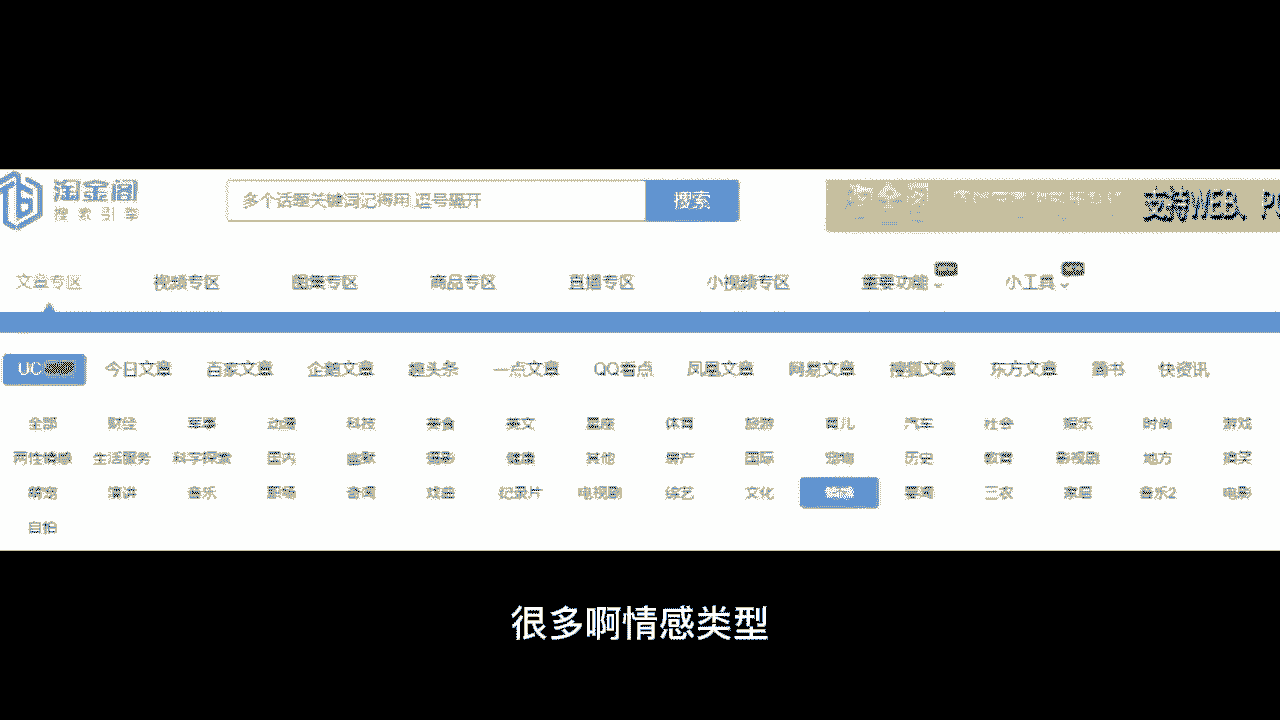 淘金阁
搜索引擎
多个话题关键词记得用,逗号隔开
搜索
支持WEB、PC
文章专区 视频专区 图集专区 商品专区 直播专区 小视频专区 重要功能 小工具
UC 今日文章 百家文章 企鹅文章 趣头条 一点文章 QQ看点 凤凰文章 网易文章 搜狐文章 东方文章 简书 快资讯
全部 财经 军事 动漫 科技 美食 美文 星座 体育 旅游 育儿 汽车 社会 娱乐 时尚 游戏
两性情感 生活服务 科学探索 国内 幽默 摄影 健康 其他 房产 国际 宠物 历史 教育 影视剧 地方 搞笑
萌宠 演讲 音乐 职场 奇闻 戏曲 纪录片 电视剧 综艺 文化 情感 要闻 三农 家居 音乐2 电影
自拍
很多啊情感类型